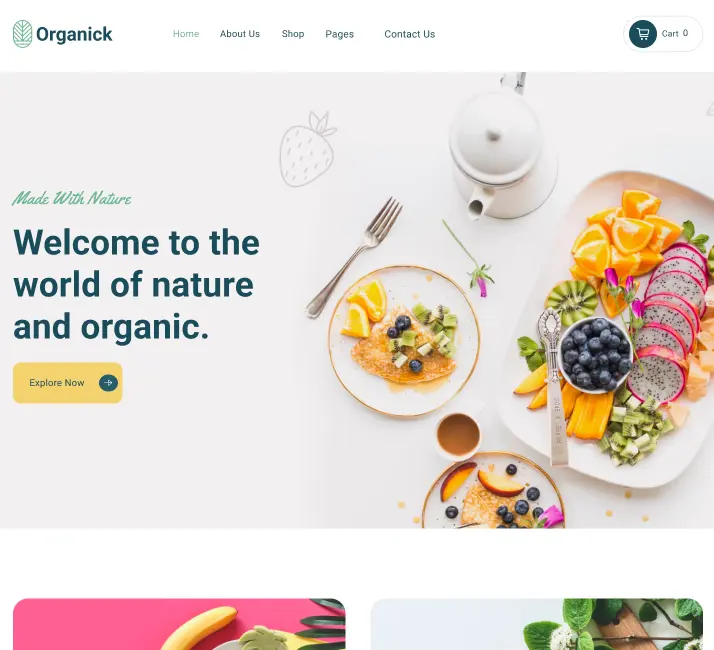 Organick
Home
About Us
Shop
Pages
Contact Us
Cart 0
Made With Nature
Welcome to the
world of nature
and organic.
Explore Now